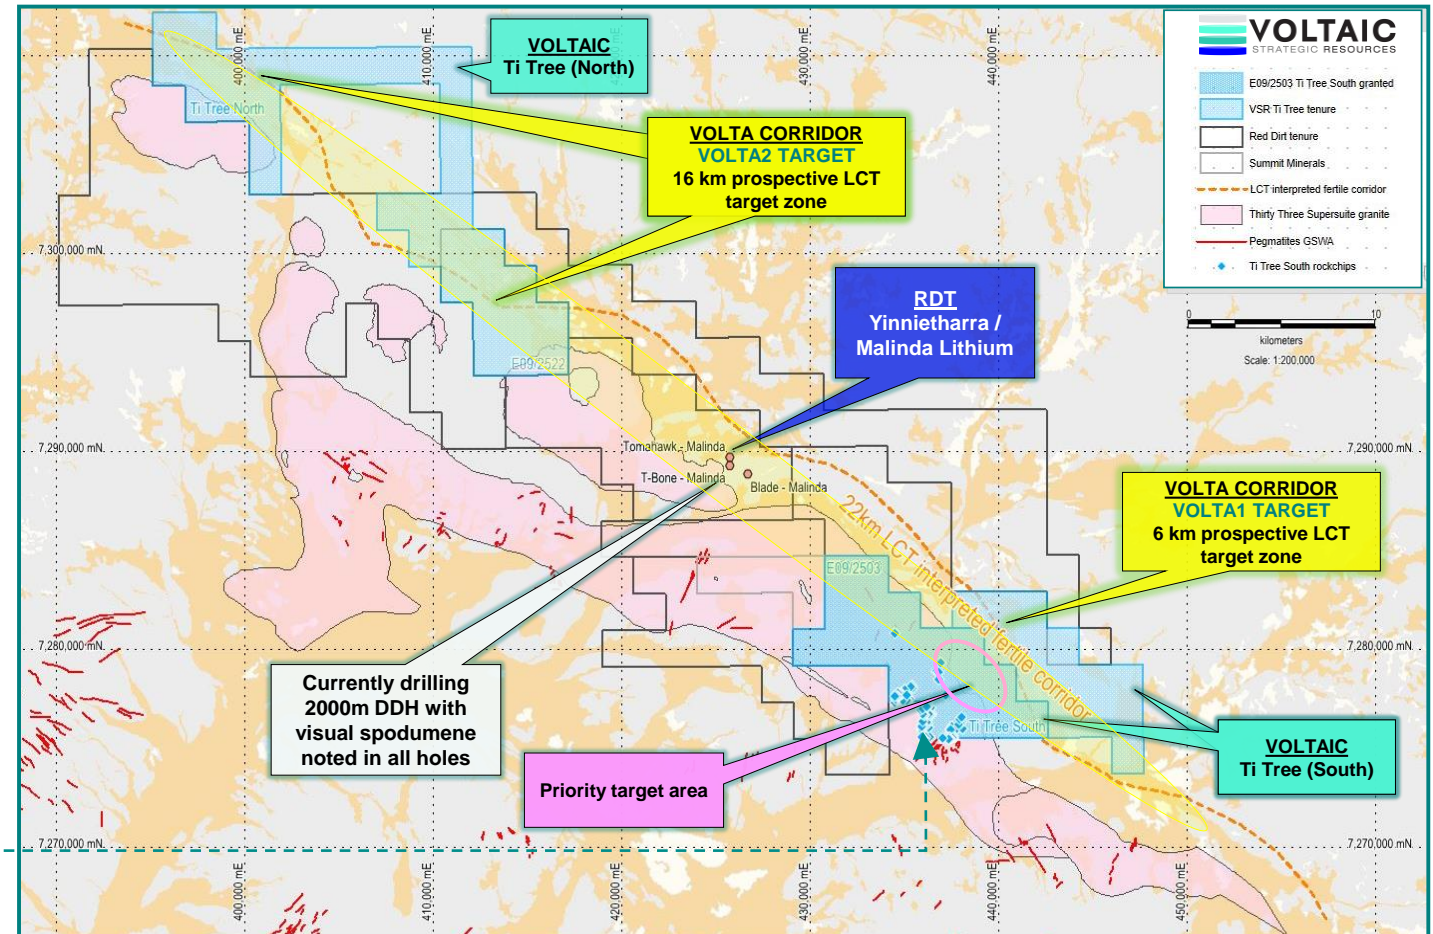 VOLTAIC
Ti Tree (North)
VOLTAIC
STRATEGIC RESOURCES
E09/2503 Ti Tree South granted
VSR Ti Tree tenure
Red Dirt tenure
Summit Minerals
LCT interpreted fertile corridor
Thirty Three Supersuite granite
Pegmatites GSWA
Ti Tree South rockchips
0
10
kilometers
Scale: 1:200,000
400,000 mE
410,000 mE
430,000 mE
440,000 mE
Ti Tree North
VOLTA CORRIDOR
VOLTA2 TARGET
16 km prospective LCT
target zone
7,300,000 mN
RDT
Yinnietharra /
Malinda Lithium
E09/2522
7,290,000 mN
7,290,000 mN
Tomahawk - Malinda
T-Bone - Malinda
Blade - Malinda
VOLTA CORRIDOR
VOLTA1 TARGET
6 km prospective LCT
target zone
22km LCT interpreted fertile corridor
E09/2503
7,280,000 mN
7,280,000 mN
Currently drilling
2000m DDH with
visual spodumene
noted in all holes
Ti Tree South
VOLTAIC
Ti Tree (South)
Priority target area
7,270,000 mN
7,270,000 mN
400,000 mE
410,000 mE
420,000 mE
430,000 mE
440,000 mE
450,000 mE